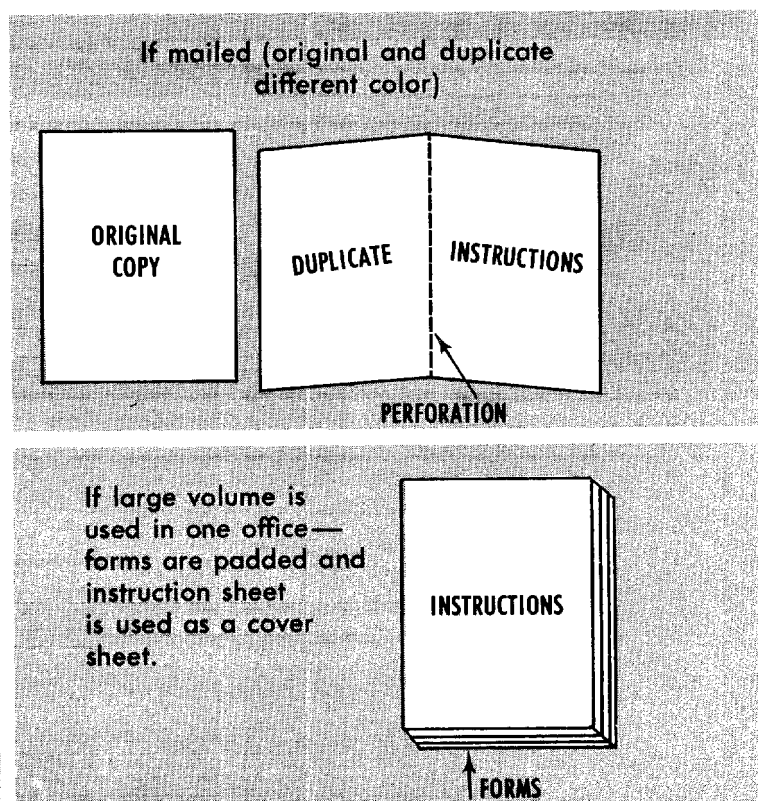 If mailed (original and duplicate
different color)
ORIGINAL
COPY
DUPLICATE
INSTRUCTIONS
PERFORATION
If large volume is
used in one office—
forms are padded and
instruction sheet
is used as a cover
sheet.
INSTRUCTIONS
FORMS